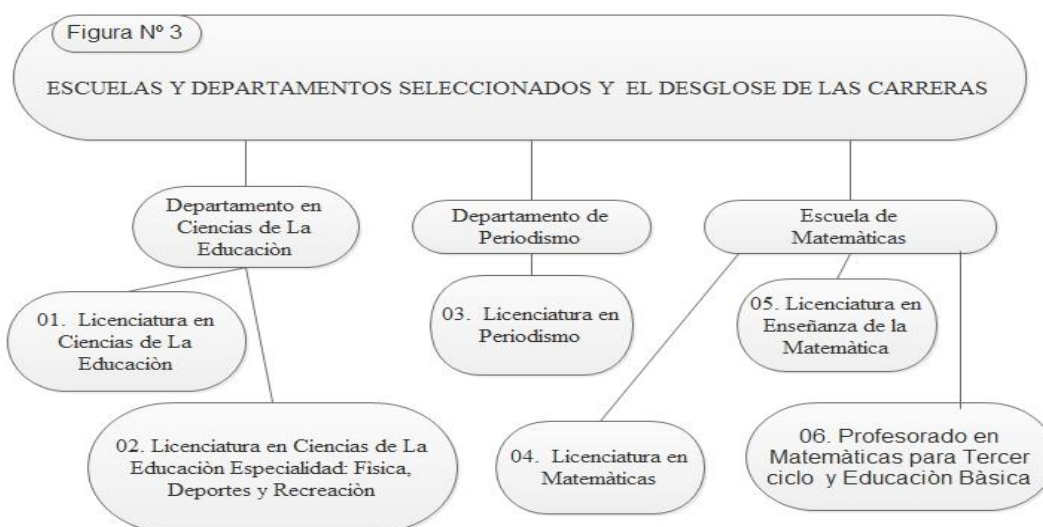 Figura Nº 3
ESCUELAS Y DEPARTAMENTOS SELECCIONADOS Y EL DESGLOSE DE LAS CARRERAS
Departamento en
Ciencias de La
Educaciòn
Departamento de
Periodismo
Escuela de
Matemàticas
01. Licenciatura en
Ciencias de La
Educaciòn
03. Licenciatura en
Periodismo
05. Licenciatura en
Enseñanza de la
Matemàtica
02. Licenciatura en Ciencias de La
Educaciòn Especialidad: Fìsica,
Deportes y Recreaciòn
04. Licenciatura en
Matemàticas
06. Profesorado en
Matemàticas para Tercer
ciclo y Educaciòn Bàsica